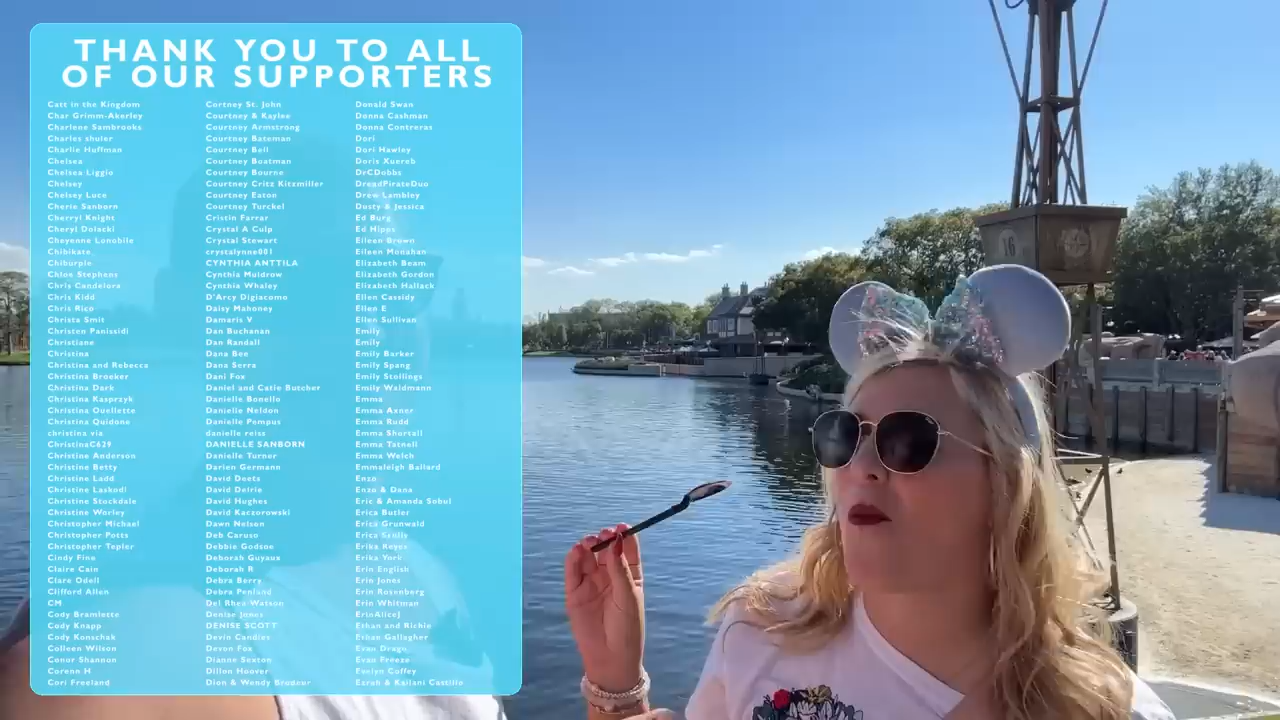 THANK YOU TO ALL
OF OUR SUPPORTERS
Catt in the Kingdom
Char Grimm-Akerley
Charlene Sambrooks
Charles shuler
Charlie Huffman
Chelsea
Chelsea Liggio
Chelsey
Chelsey Luce
Cherie Sanborn
Cherryl Knight
Cheryl Dolacki
Cheyenne Lonobile
Chibikate
Chiburple
Chloe Stephens
Chris Candelora
Chris Kidd
Chris Rico
Christa Smit
Christen Panissidi
Christiane
Christina
Christina and Rebecca
Christina Broeker
Christina Dark
Christina Kasprzyk
Christina Ouellette
Christina Quidone
christina via
ChristinaC629
Christine Anderson
Christine Betty
Christine Ladd
Christine Laskodi
Christine Stockdale
Christine Worley
Christopher Michael
Christopher Potts
Christopher Tepler
Cindy Fine
Claire Cain
Clare Odell
Clifford Allen
CM
Cody Bramlette
Cody Knapp
Cody Konschak
Colleen Wilson
Conor Shannon
Corenn H
Cori Freeland
Cortney St. John
Courtney & Kaylee
Courtney Armstrong
Courtney Bateman
Courtney Bell
Courtney Boatman
Courtney Bourne
Courtney Critz Kitzmiller
Courtney Eaton
Courtney Turckel
Cristin Farrar
Crystal A Culp
Crystal Stewart
crystalynne001
CYNTHIA ANTTILA
Cynthia Muldrow
Cynthia Whaley
D'Arcy Digiacomo
Daisy Mahoney
Damaris V
Dan Buchanan
Dan Randall
Dana Bee
Dana Serra
Dani Fox
Daniel and Catie Butcher
Danielle Bonello
Danielle Neldon
Danielle Pempus
danielle reiss
DANIELLE SANBORN
Danielle Turner
Darien Germann
David Deets
David Delrie
David Hughes
David Kaczorowski
Dawn Nelson
Deb Caruso
Debbie Godsoe
Deborah Guyaux
Deborah R
Debra Berry
Debra Penland
Del Rhea Watson
Denise Jones
DENISE SCOTT
Devin Candles
Devon Fox
Dianne Sexton
Dillon Hoover
Dion & Wendy Brodeur
Donald Swan
Donna Cashman
Donna Contreras
Dori
Dori Hawley
Doris Xuereb
DrCDobbs
DreadPirateDuo
Drew Lambley
Dusty & Jessica
Ed Burg
Ed Hipps
Eileen Brown
Eileen Monahan
Elizabeth Beam
Elizabeth Gordon
Elizabeth Hallack
Ellen Cassidy
Ellen E
Ellen Sullivan
Emily
Emily
Emily Barker
Emily Spang
Emily Stollings
Emily Waldmann
Emma
Emma Axner
Emma Rudd
Emma Shortall
Emma Tatnell
Emma Welch
Emmaleigh Ballard
Enzo
Enzo & Dana
Eric & Amanda Sobul
Erica Butler
Erica Grunwald
Erica Scully
Erika Keyes
Erika York
Erin English
Erin Jones
Erin Rosenberg
Erin Whitman
ErinAliceJ
Ethan and Richie
Ethan Gallagher
Evan Drago
Evan Freeze
Evelyn Coffey
Ezrah & Kailani Castillo
16